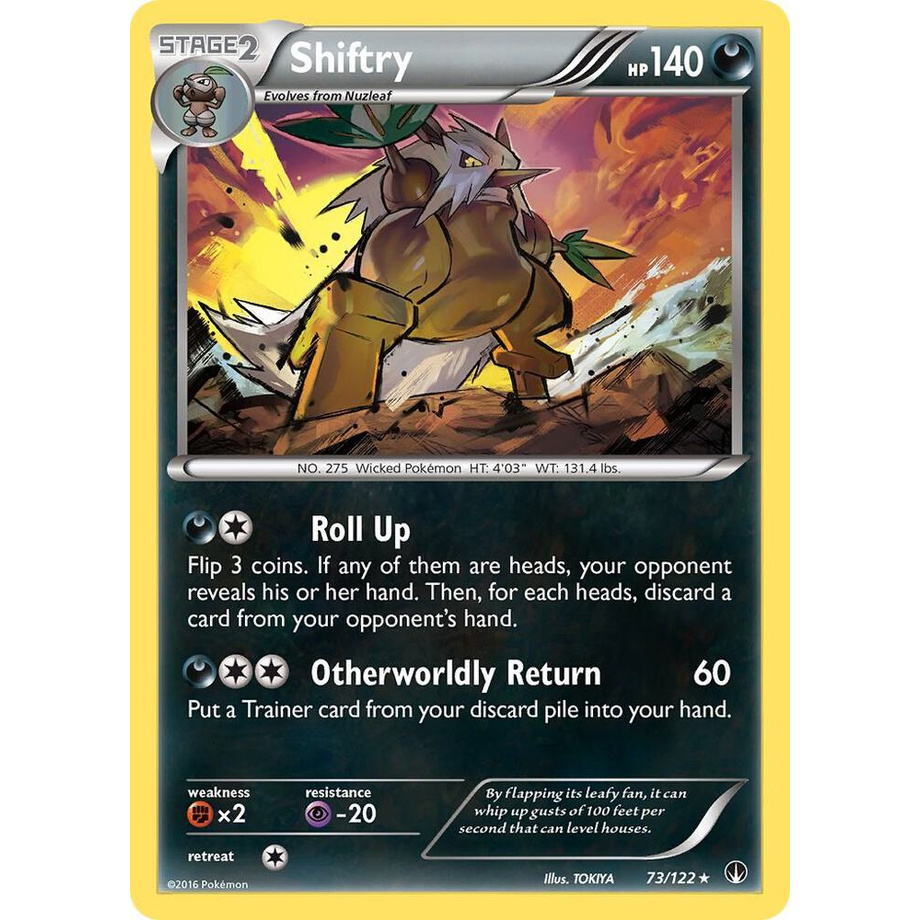 STAGE2 Shiftry HP 140
Evolves from Nuzleaf
NO. 275 Wicked Pokémon HT: 4'03" WT: 131.4 lbs.
Roll Up
Flip 3 coins. If any of them are heads, your opponent
reveals his or her hand. Then, for each heads, discard a
card from your opponent's hand.
Otherworldly Return 60
Put a Trainer card from your discard pile into your hand.
weakness resistance
×2 -20
retreat
By flapping its leafy fan, it can
whip up gusts of 100 feet per
second that can level houses.
©2016 Pokémon Illus. TOKIYA 73/122 ★